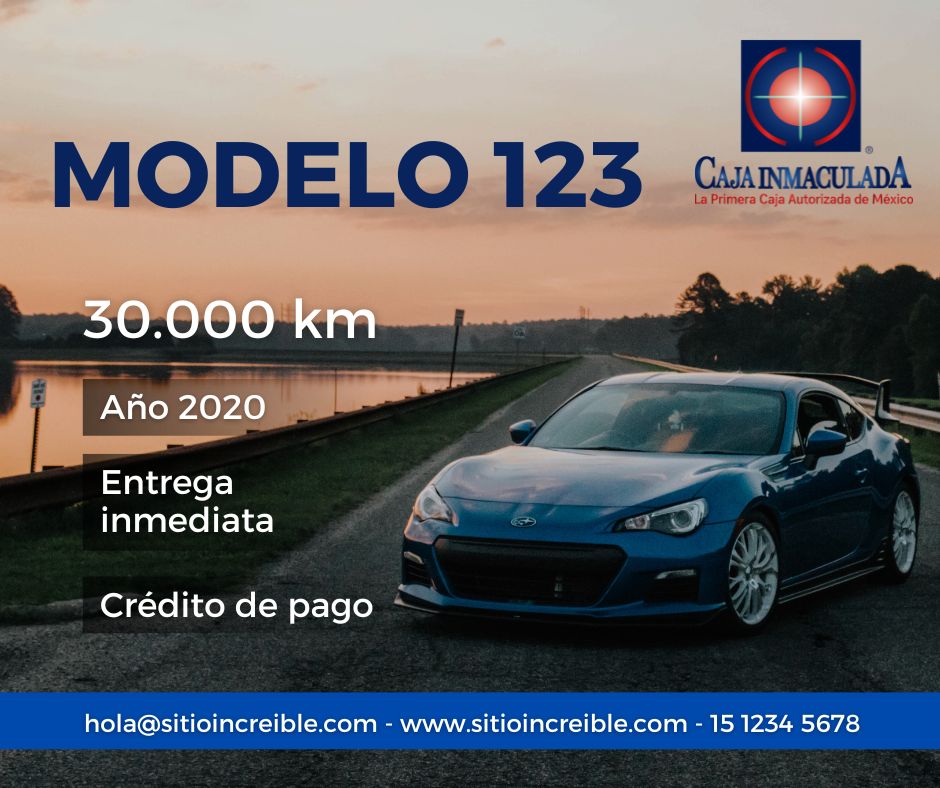 MODELO 123
®
CAJA INMACULADA
La Primera Caja Autorizada de México
30.000 km
Año 2020
Entrega
inmediata
Crédito de pago
hola@sitioincreible.com - www.sitioincreible.com - 15 1234 5678